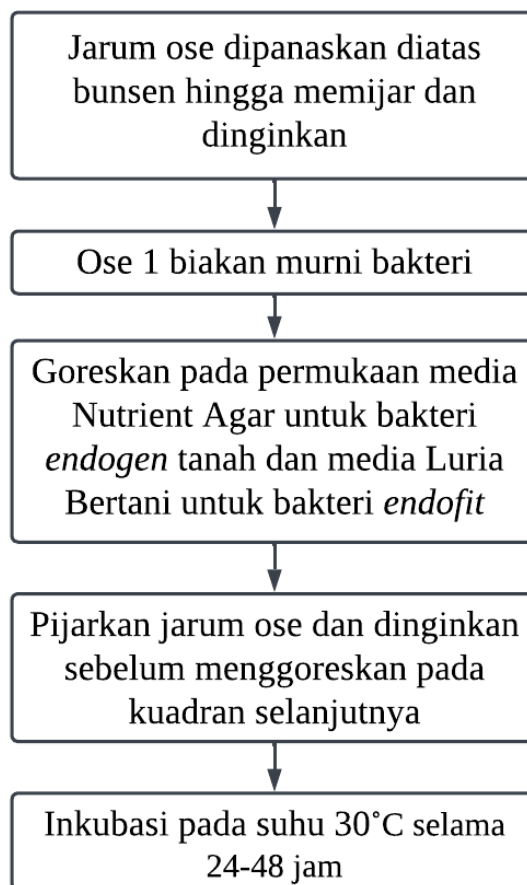 Jarum ose dipanaskan diatas
bunsen hingga memijar dan
dinginkan
Ose 1 biakan murni bakteri
Goreskan pada permukaan media
Nutrient Agar untuk bakteri
endogen tanah dan media Luria
Bertani untuk bakteri endofit
Pijarkan jarum ose dan dinginkan
sebelum menggoreskan pada
kuadran selanjutnya
Inkubasi pada suhu 30˚C selama
24-48 jam